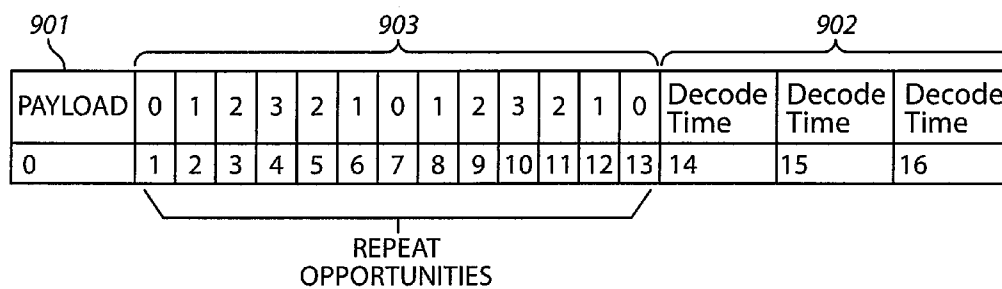 901 903 902
PAYLOAD 0 1 2 3 2 1 0 1 2 3 2 1 0 Decode Time Decode Time Decode Time
0 1 2 3 4 5 6 7 8 9 10 11 12 13 14 15 16
REPEAT
OPPORTUNITIES